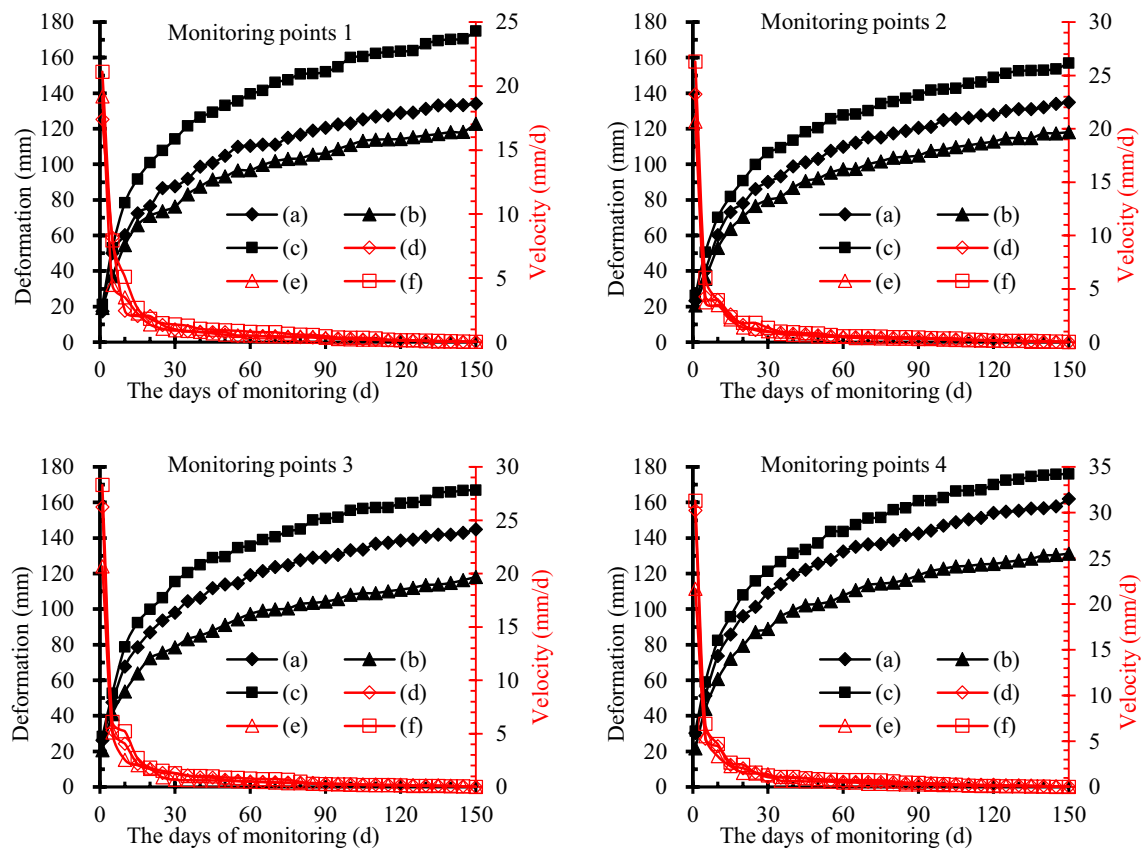 Monitoring points 1
Deformation (mm)
180
160
140
120
100
80
60
40
20
0
25
20
15
10
5
0
Velocity (mm/d)
(a) (b)
(c) (d)
(e) (f)
0 30 60 90 120 150
The days of monitoring (d)
Monitoring points 2
Deformation (mm)
180
160
140
120
100
80
60
40
20
0
30
25
20
15
10
5
0
Velocity (mm/d)
(a) (b)
(c) (d)
(e) (f)
0 30 60 90 120 150
The days of monitoring (d)
Monitoring points 3
Deformation (mm)
180
160
140
120
100
80
60
40
20
0
30
25
20
15
10
5
0
Velocity (mm/d)
(a) (b)
(c) (d)
(e) (f)
0 30 60 90 120 150
The days of monitoring (d)
Monitoring points 4
Deformation (mm)
180
160
140
120
100
80
60
40
20
0
35
30
25
20
15
10
5
0
Velocity (mm/d)
(a) (b)
(c) (d)
(e) (f)
0 30 60 90 120 150
The days of monitoring (d)